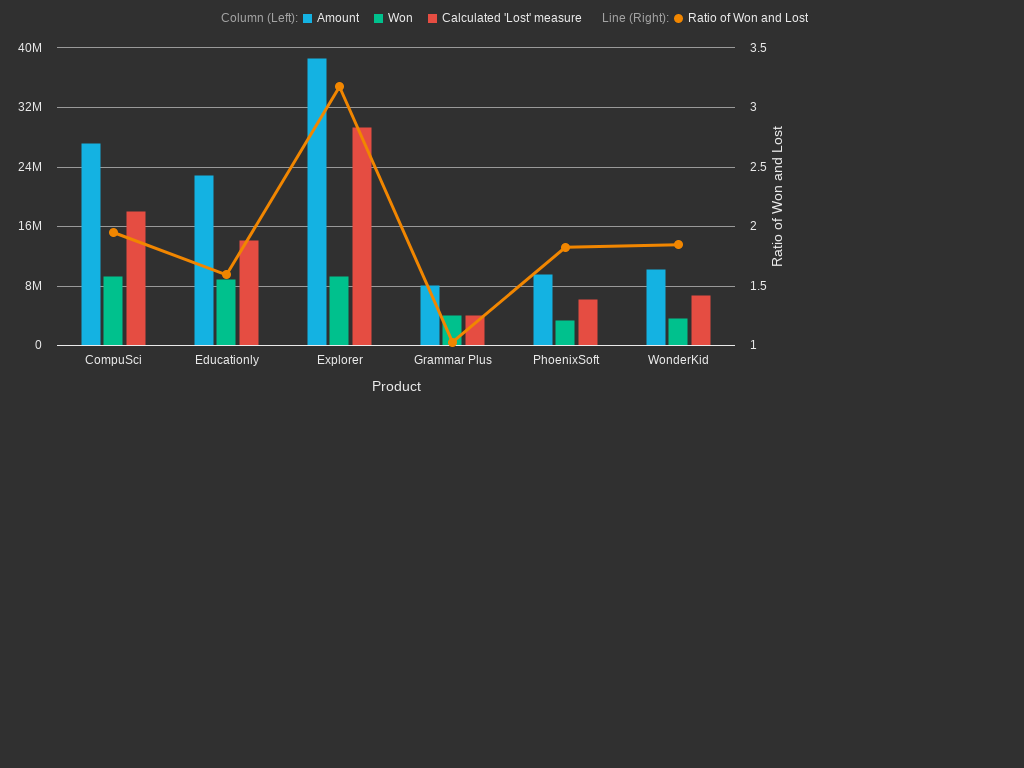 Column (Left): Amount Won Calculated 'Lost' measure Line (Right): Ratio of Won and Lost
40M 3.5
32M 3
24M 2.5
16M 2
8M 1.5
0 1
Ratio of Won and Lost
CompuSci Educationly Explorer Grammar Plus PhoenixSoft WonderKid
Product